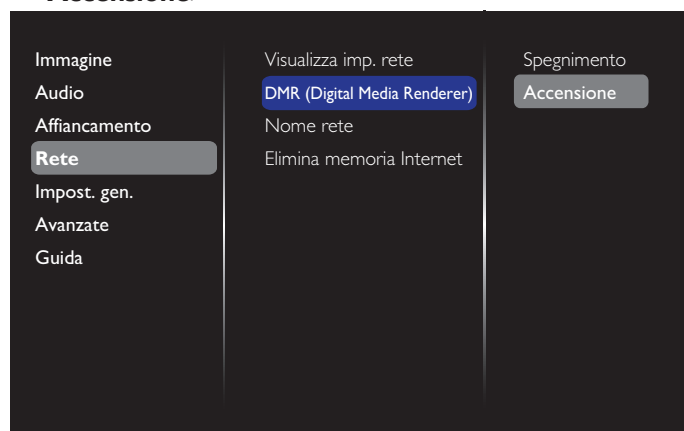 Immagine
Audio
Affiancamento
Rete
Impost. gen.
Avanzate
Guida
Visualizza imp. rete
DMR (Digital Media Renderer)
Nome rete
Elimina memoria Internet
Spegnimento
Accensione